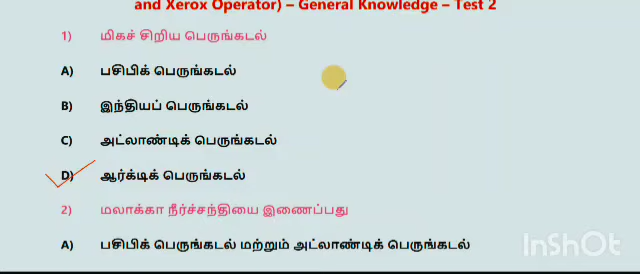 and Xerox Operator) – General Knowledge – Test 2
1) மிகச் சிறிய பெருங்கடல்
A) பசிபிக் பெருங்கடல்
B) இந்தியப் பெருங்கடல்
C) அட்லாண்டிக் பெருங்கடல்
D) ஆர்க்டிக் பெருங்கடல்
2) மலாக்கா நீர்ச்சந்தியை இணைப்பது
A) பசிபிக் பெருங்கடல் மற்றும் அட்லாண்டிக் பெருங்கடல்
InShOt